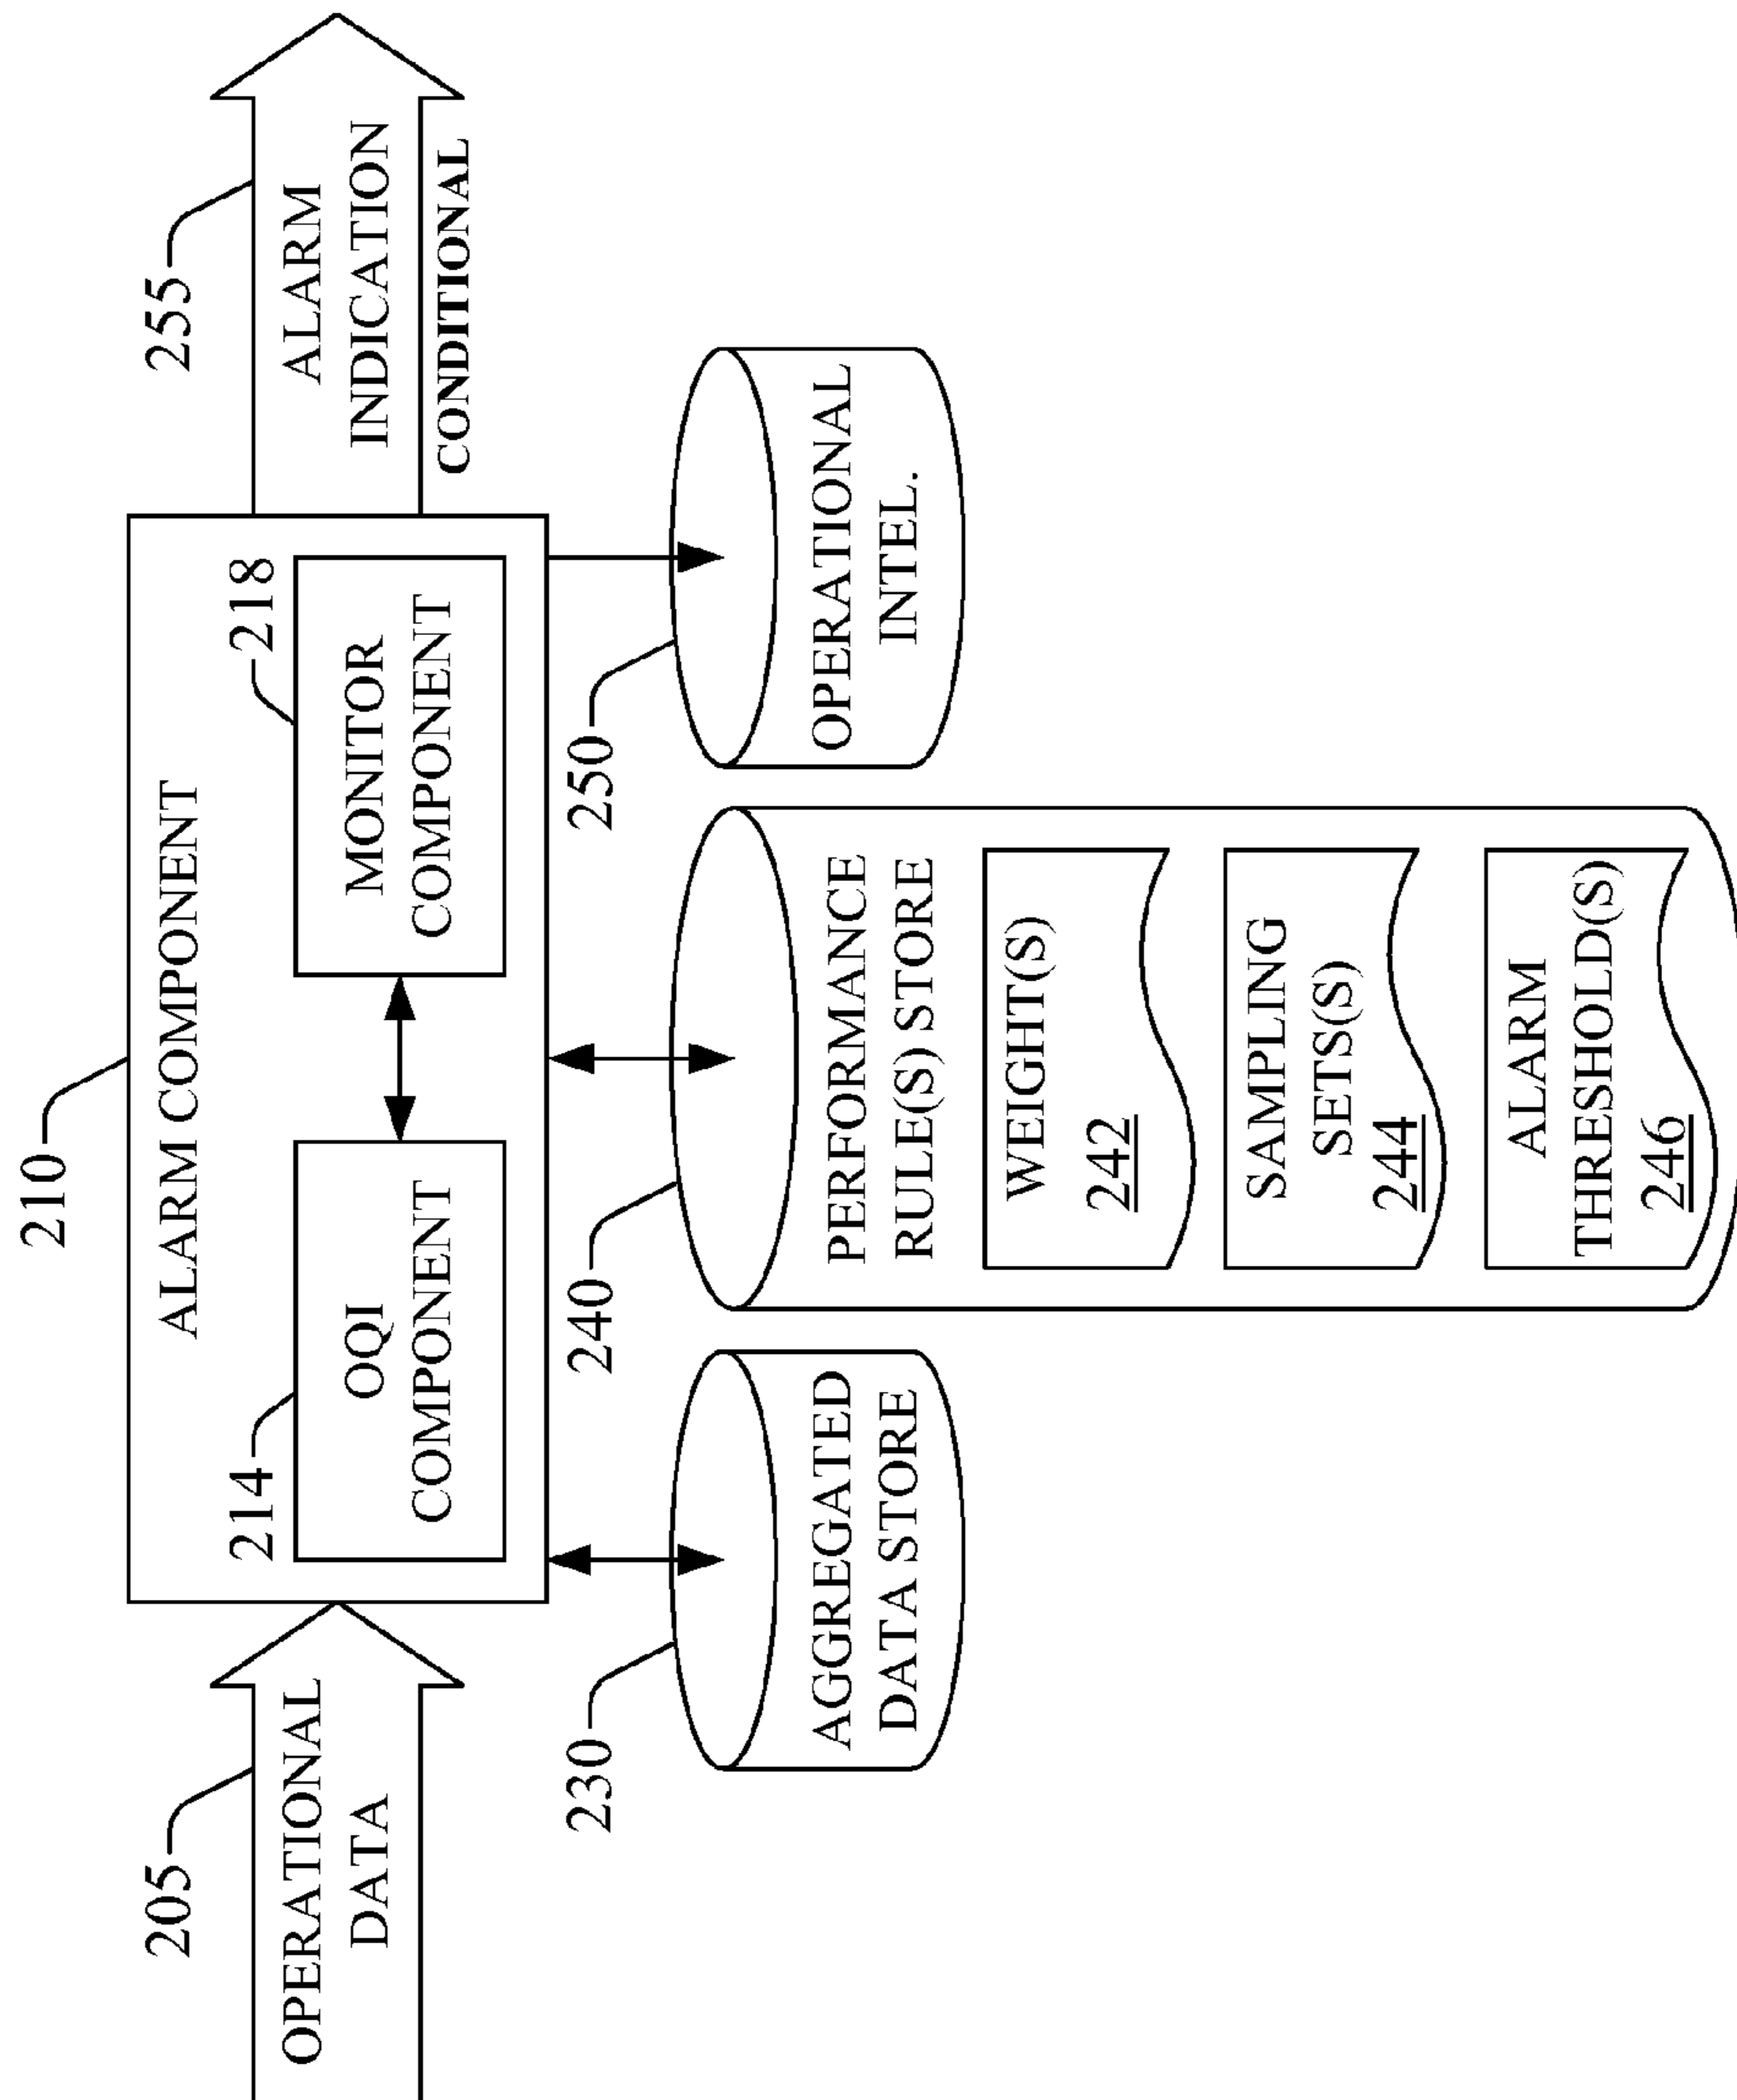 210
ALARM COMPONENT
205
OPERATIONAL
DATA
214
OQI
COMPONENT
218
MONITOR
COMPONENT
255
ALARM
INDICATION
CONDITIONAL
230
AGGREGATED
DATA STORE
240
PERFORMANCE
RULE(S) STORE
WEIGHT(S)
242
SAMPLING
SETS(S)
244
ALARM
THRESHOLD(S)
246
250
OPERATIONAL
INTEL.